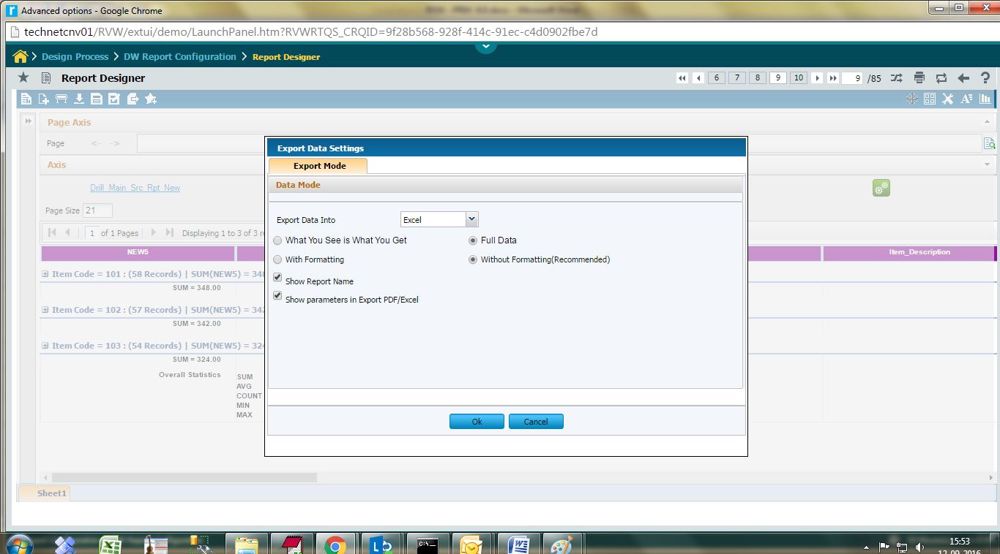 Advanced options - Google Chrome
technetcnv01/RVW/extui/demo/LaunchPanel.htm?RVWRTQS_CRQID=9f28b568-928f-414c-91ec-c4d0902fbe7d
Design Process > DW Report Configuration > Report Designer
Report Designer
6 7 8 9 10 9 /85
Page Axis
Page <- ->
Axis
Drill_Main_Src_Rpt_New
Page Size 21
1 of 1 Pages Displaying 1 to 3 of 3 r
NEW5 Item_Description
Item Code = 101 : (58 Records) | SUM(NEW5) = 348
SUM = 348.00
Item Code = 102 : (57 Records) | SUM(NEW5) = 342
SUM = 342.00
Item Code = 103 : (54 Records) | SUM(NEW5) = 324
SUM = 324.00
Overall Statistics
SUM
AVG
COUNT
MIN
MAX
Sheet1
Export Data Settings
Export Mode
Data Mode
Export Data Into Excel
What You See is What You Get Full Data
With Formatting Without Formatting(Recommended)
Show Report Name
Show parameters in Export PDF/Excel
Ok Cancel
15:53
12-09-2016